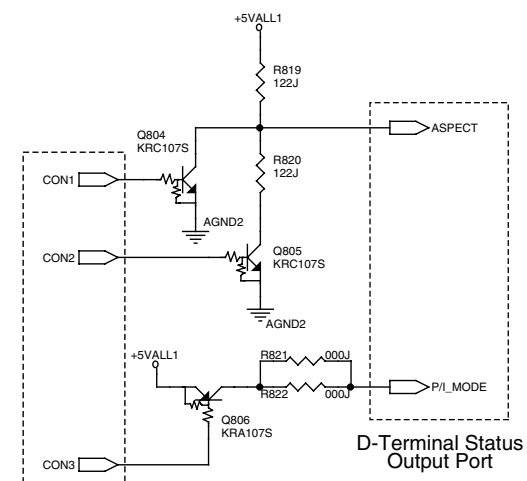 +5VALL1
R819
122J
Q804
KRC107S
ASPECT
R820
122J
CON1
AGND2
Q805
KRC107S
CON2
AGND2
+5VALL1
R821 000J
R822 000J
P/I_MODE
Q806
KRA107S
D-Terminal Status
Output Port
CON3